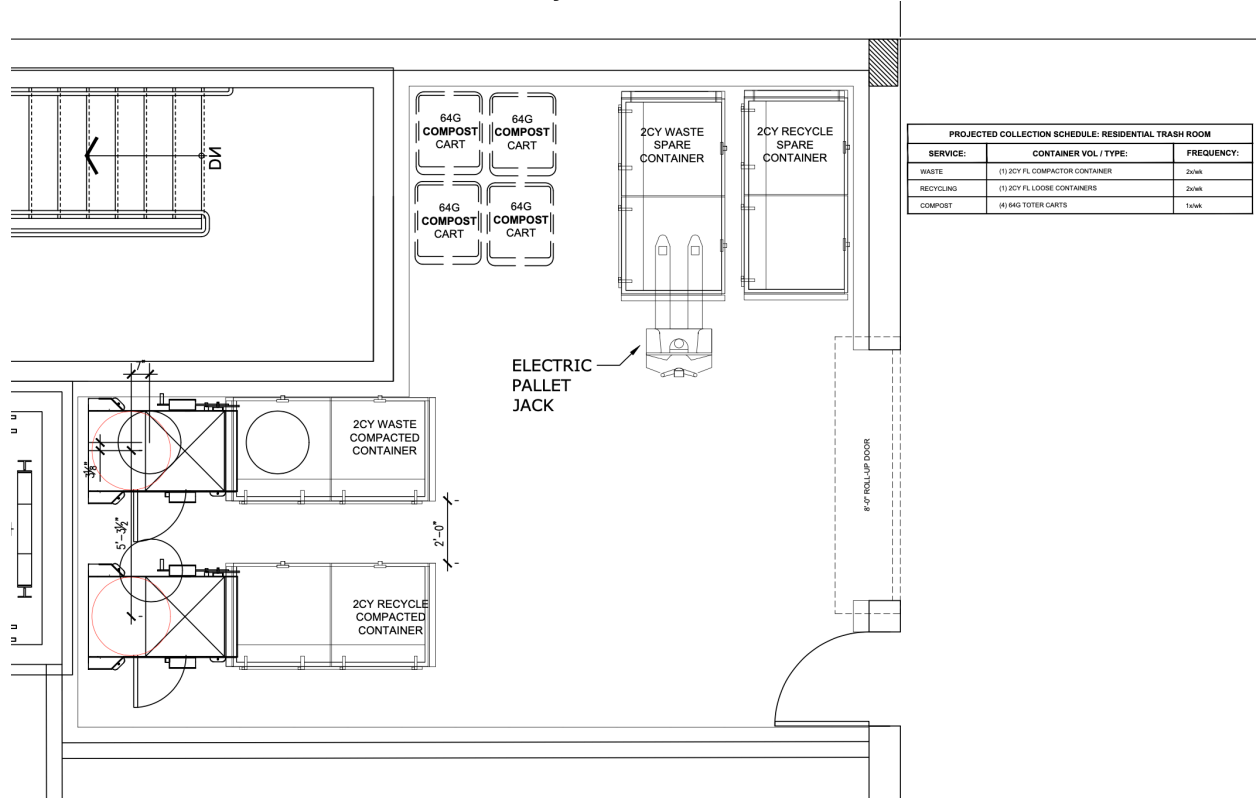 DN
64G
COMPOST
CART
64G
COMPOST
CART
64G
COMPOST
CART
64G
COMPOST
CART
2CY WASTE
SPARE
CONTAINER
2CY RECYCLE
SPARE
CONTAINER
PROJECTED COLLECTION SCHEDULE: RESIDENTIAL TRASH ROOM
SERVICE: CONTAINER VOL / TYPE: FREQUENCY:
WASTE (1) 2CY FL COMPACTOR CONTAINER 2x/wk
RECYCLING (1) 2CY FL LOOSE CONTAINERS 2x/wk
COMPOST (4) 64G TOTER CARTS 1x/wk
ELECTRIC
PALLET
JACK
7"
2CY WASTE
COMPACTED
CONTAINER
8'-0" ROLL-UP DOOR
5'-3½"
2'-0"
2CY RECYCLE
COMPACTED
CONTAINER